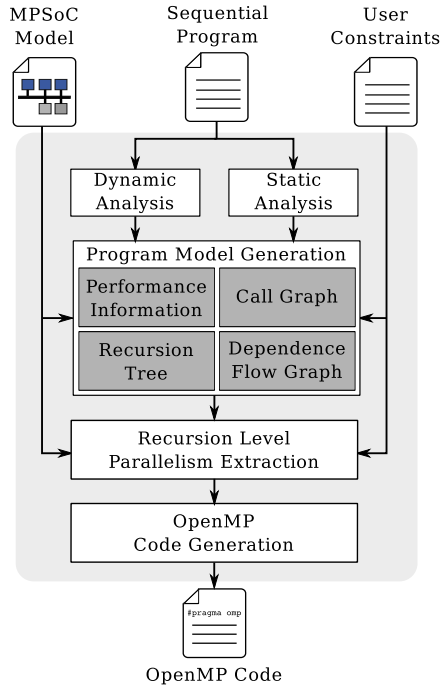 MPSoC
Model
Sequential
Program
User
Constraints
Dynamic
Analysis
Static
Analysis
Program Model Generation
Performance
Information
Call Graph
Recursion
Tree
Dependence
Flow Graph
Recursion Level
Parallelism Extraction
OpenMP
Code Generation
#pragma omp
OpenMP Code